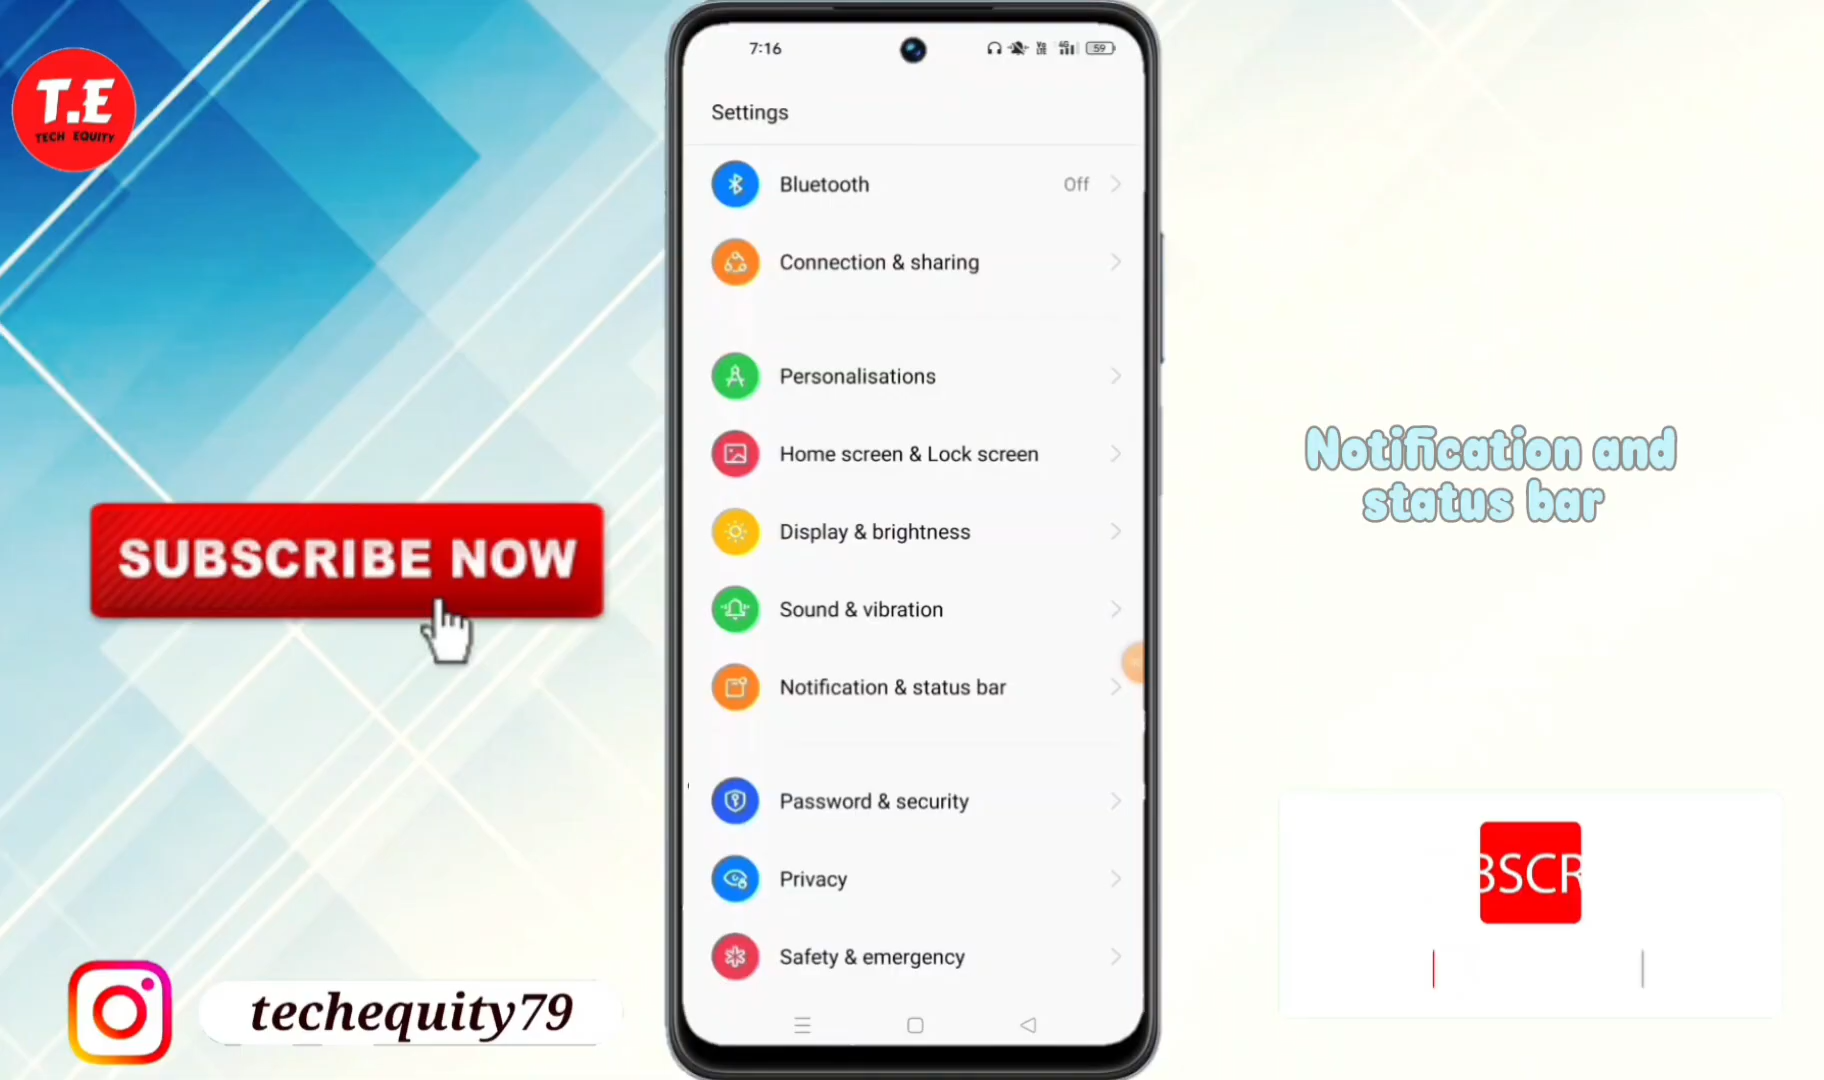 T.E
TECH EQUITY
7:16
59
Settings
Bluetooth
Off
Connection & sharing
Personalisations
Home screen & Lock screen
Display & brightness
Sound & vibration
Notification & status bar
Password & security
Privacy
Safety & emergency
SUBSCRIBE NOW
techequity79
Notification and
status bar
BSCR